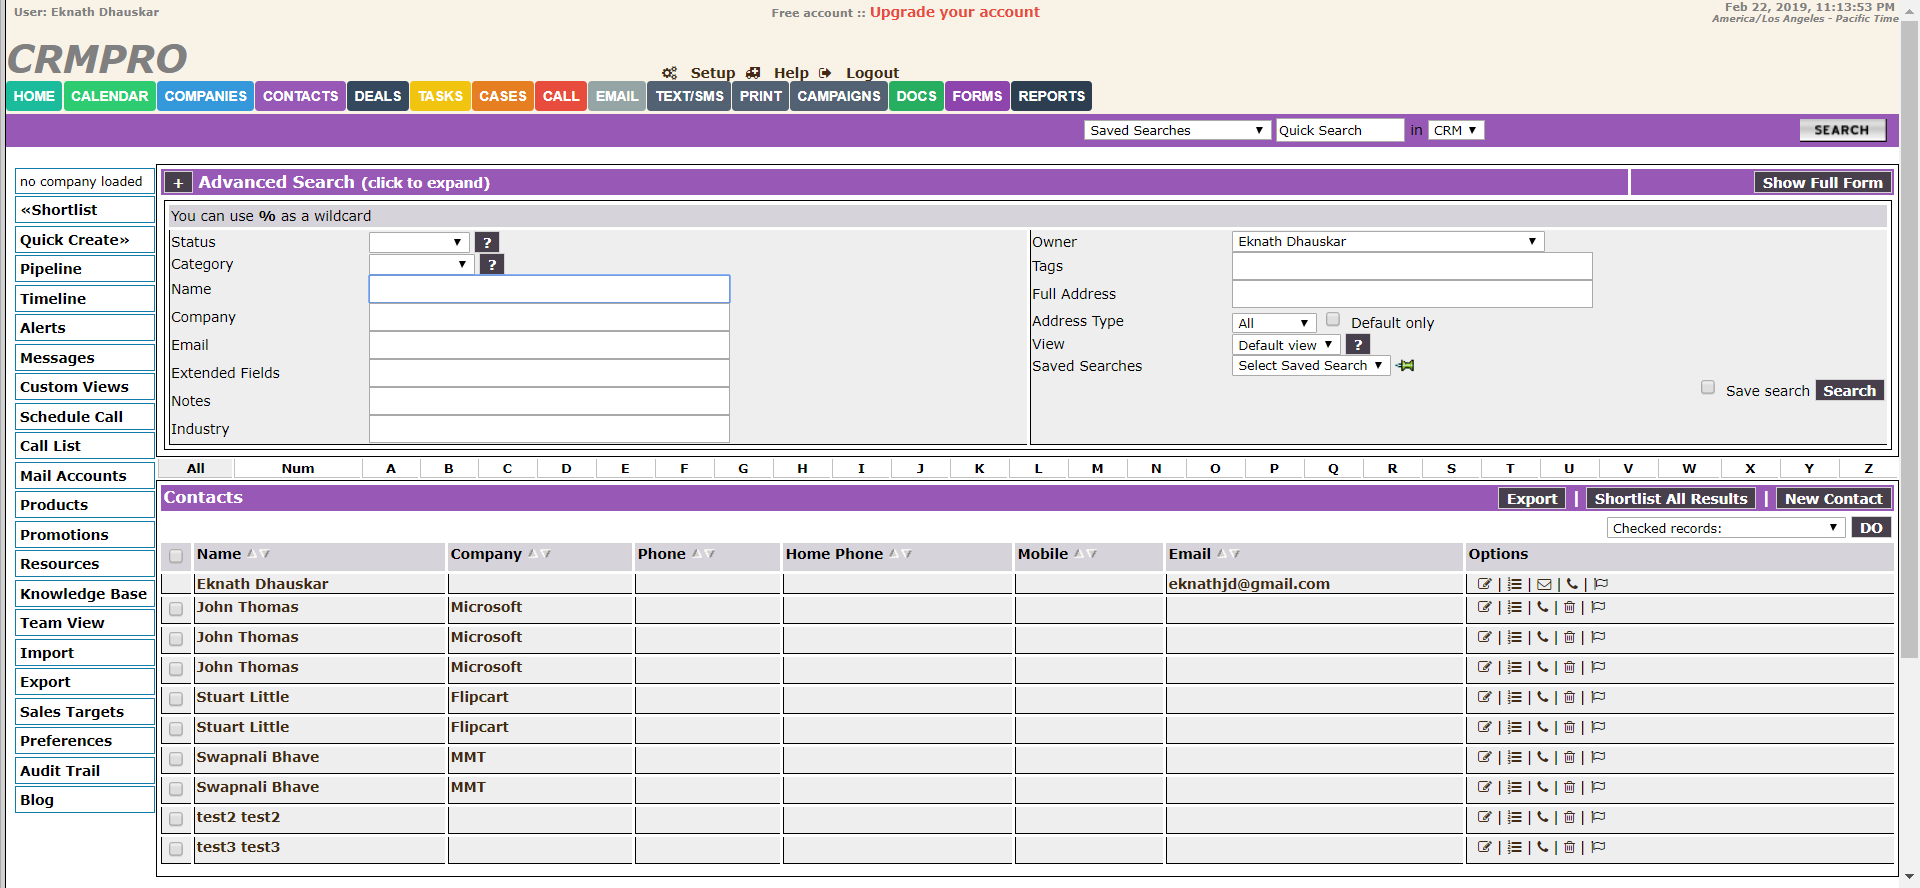 User: Eknath Dhauskar
Free account :: Upgrade your account
Feb 22, 2019, 11:13:53 PM
America/Los Angeles - Pacific Time
CRMPRO
Setup Help Logout
HOME CALENDAR COMPANIES CONTACTS DEALS TASKS CASES CALL EMAIL TEXT/SMS PRINT CAMPAIGNS DOCS FORMS REPORTS
Saved Searches Quick Search in CRM SEARCH
no company loaded
«Shortlist
Quick Create»
Pipeline
Timeline
Alerts
Messages
Custom Views
Schedule Call
Call List
Mail Accounts
Products
Promotions
Resources
Knowledge Base
Team View
Import
Export
Sales Targets
Preferences
Audit Trail
Blog
+ Advanced Search (click to expand) Show Full Form
You can use % as a wildcard
Status ?
Category ?
Name
Company
Email
Extended Fields
Notes
Industry
Owner Eknath Dhauskar
Tags
Full Address
Address Type All Default only
View Default view ?
Saved Searches Select Saved Search
Save search Search
All Num A B C D E F G H I J K L M N O P Q R S T U V W X Y Z
Contacts Export | Shortlist All Results | New Contact
Checked records: DO
Name Company Phone Home Phone Mobile Email Options
Eknath Dhauskar eknathjd@gmail.com | | | |
John Thomas Microsoft | | | |
John Thomas Microsoft | | | |
John Thomas Microsoft | | | |
Stuart Little Flipcart | | | |
Stuart Little Flipcart | | | |
Swapnali Bhave MMT | | | |
Swapnali Bhave MMT | | | |
test2 test2 | | | |
test3 test3 | | | |